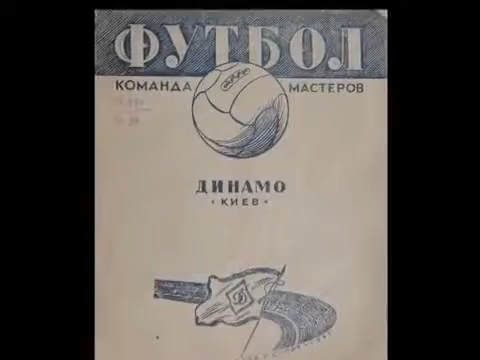 ФУТБОЛ
КОМАНДА МАСТЕРОВ
ДИНАМО
• КИЕВ •
Д